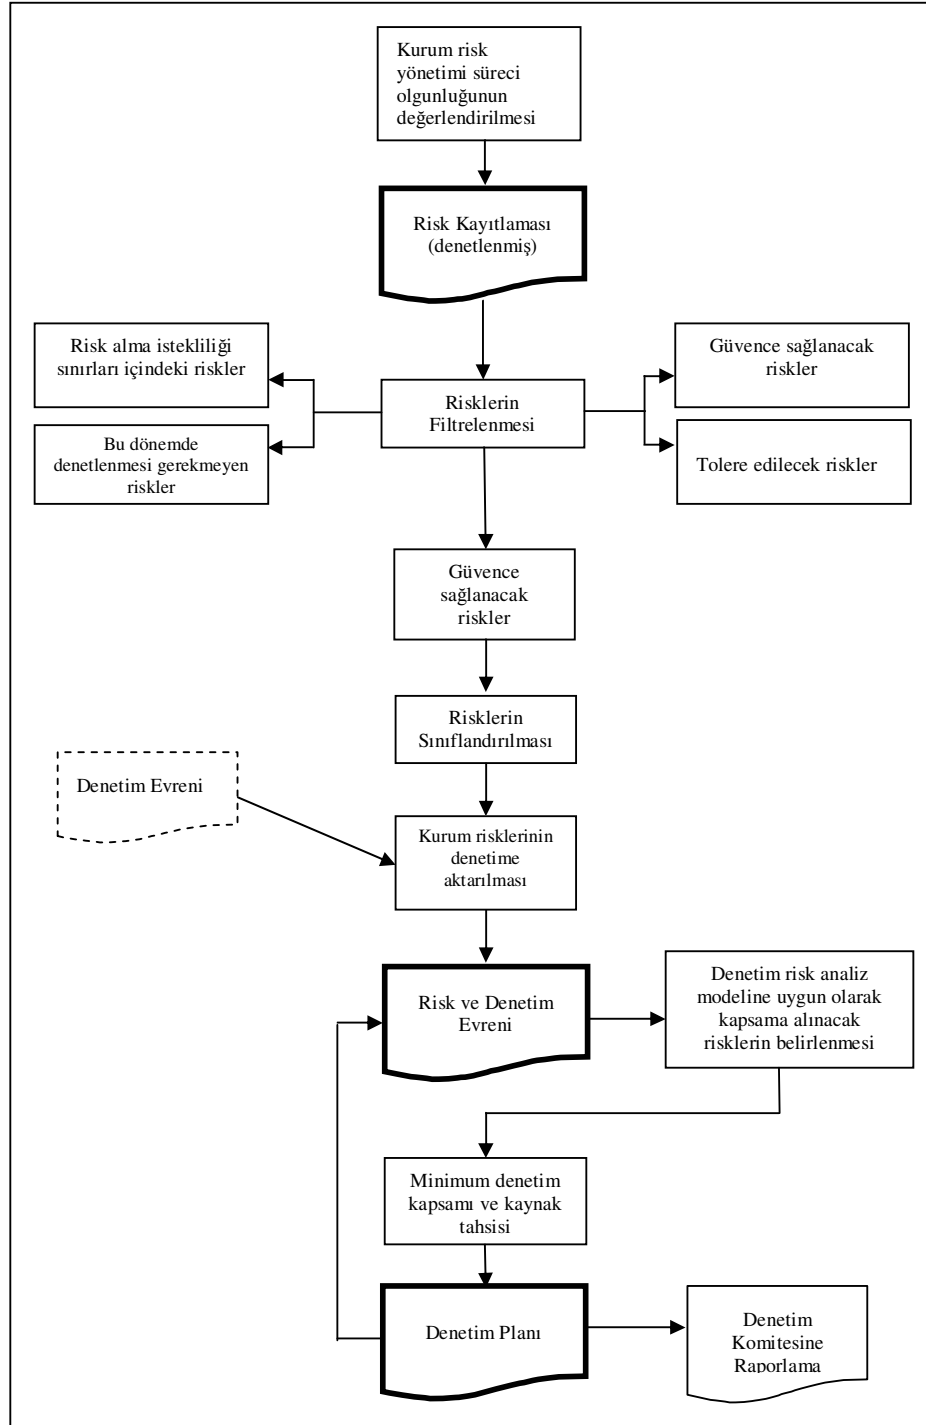 Kurum risk
yönetimi süreci
olgunluğunun
değerlendirilmesi
Risk Kayıtlaması
(denetlenmiş)
Risk alma istekliliği
sınırları içindeki riskler
Güvence sağlanacak
riskler
Risklerin
Filtrelenmesi
Bu dönemde
denetlenmesi gerekmeyen
riskler
Tolere edilecek riskler
Güvence
sağlanacak
riskler
Risklerin
Sınıflandırılması
Denetim Evreni
Kurum risklerinin
denetime
aktarılması
Risk ve Denetim
Evreni
Denetim risk analiz
modeline uygun olarak
kapsama alınacak
risklerin belirlenmesi
Minimum denetim
kapsamı ve kaynak
tahsisi
Denetim Planı
Denetim
Komitesine
Raporlama